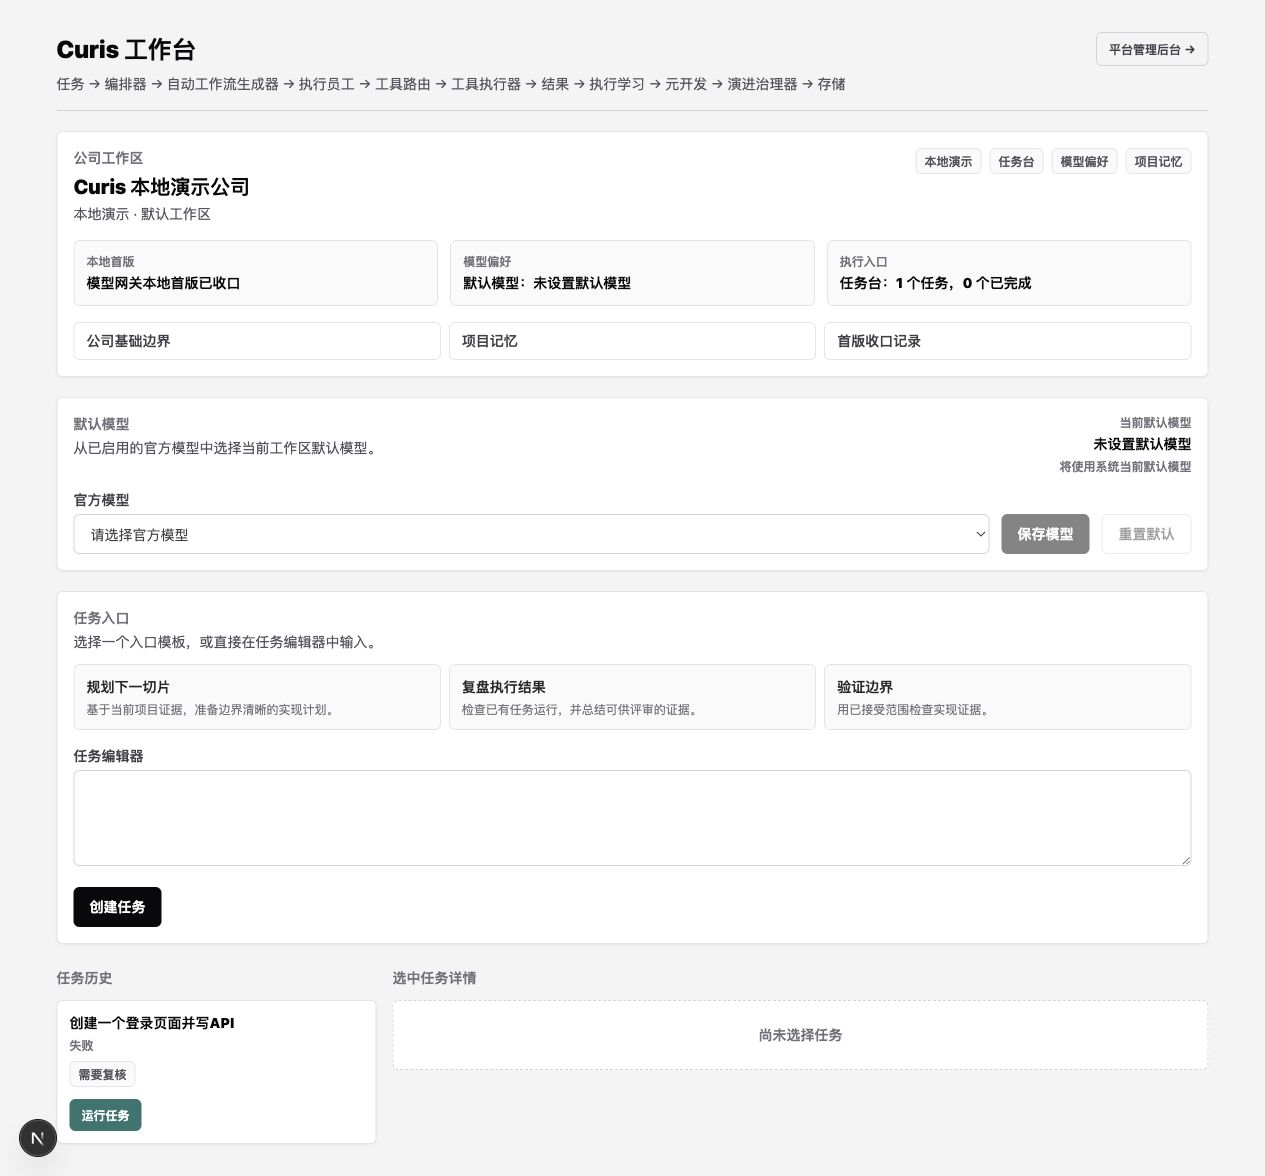 Curis 工作台
平台管理后台 →
任务 → 编排器 → 自动工作流生成器 → 执行员工 → 工具路由 → 工具执行器 → 结果 → 执行学习 → 元开发 → 演进治理器 → 存储
公司工作区
本地演示 任务台 模型偏好 项目记忆
Curis 本地演示公司
本地演示 · 默认工作区
本地首版
模型网关本地首版已收口
模型偏好
默认模型：未设置默认模型
执行入口
任务台：1 个任务，0 个已完成
公司基础边界
项目记忆
首版收口记录
默认模型
从已启用的官方模型中选择当前工作区默认模型。
当前默认模型
未设置默认模型
将使用系统当前默认模型
官方模型
请选择官方模型
保存模型
重置默认
任务入口
选择一个入口模板，或直接在任务编辑器中输入。
规划下一切片
基于当前项目证据，准备边界清晰的实现计划。
复盘执行结果
检查已有任务运行，并总结可供评审的证据。
验证边界
用已接受范围检查实现证据。
任务编辑器
创建任务
任务历史
创建一个登录页面并写API
失败
需要复核
运行任务
选中任务详情
尚未选择任务
N